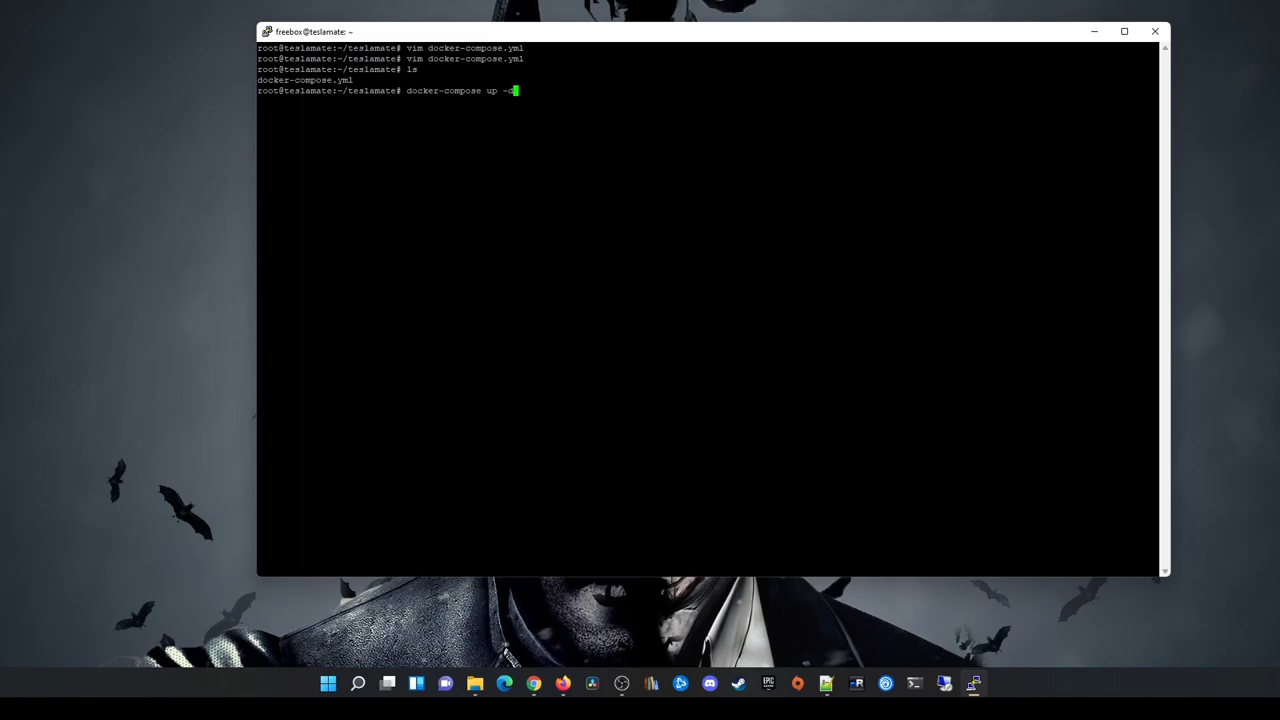 freebox@teslamate: ~
root@teslamate:~/teslamate# vim docker-compose.yml
root@teslamate:~/teslamate# vim docker-compose.yml
root@teslamate:~/teslamate# ls
docker-compose.yml
root@teslamate:~/teslamate# docker-compose up -d
EPIC